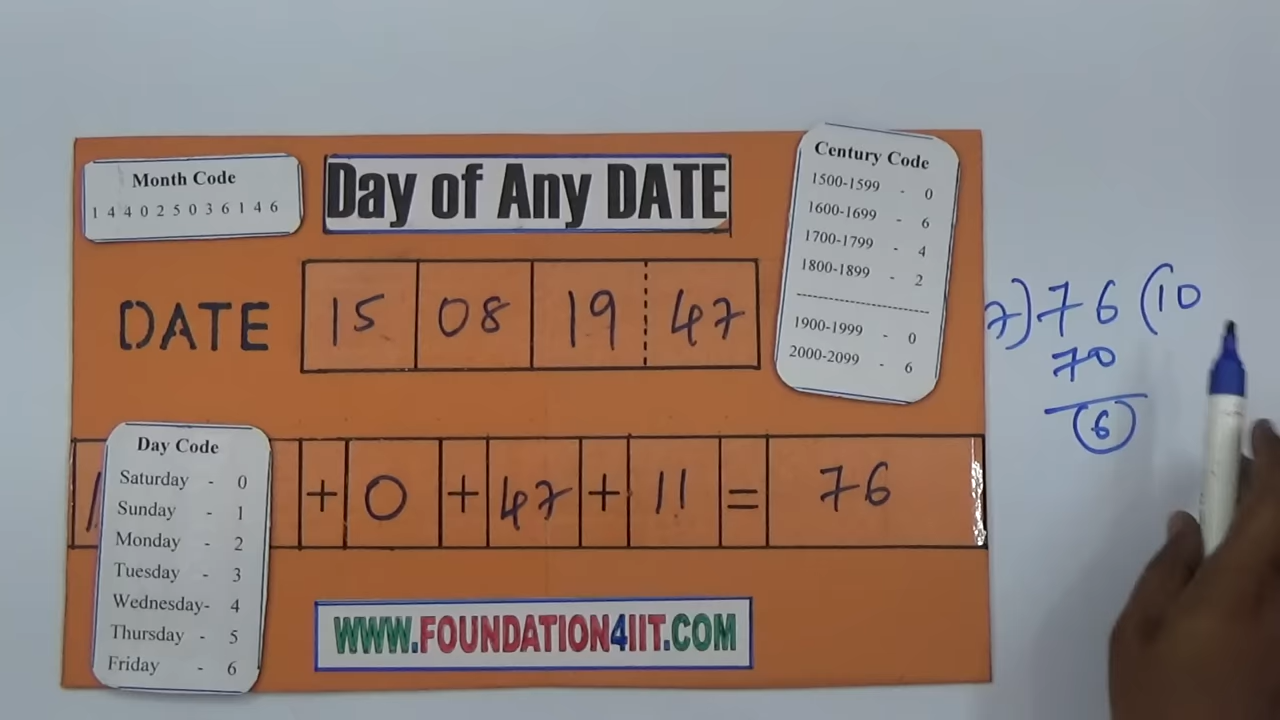 Month Code
1 4 4 0 2 5 0 3 6 1 4 6
Day of Any DATE
Century Code
1500-1599 - 0
1600-1699 - 6
1700-1799 - 4
1800-1899 - 2
1900-1999 - 0
2000-2099 - 6
DATE 15 08 19 47
7)76(10
70
6
+ 0 + 47 + 11 = 76
Day Code
Saturday - 0
Sunday - 1
Monday - 2
Tuesday - 3
Wednesday- 4
Thursday - 5
Friday - 6
WWW.FOUNDATION4IIT.COM